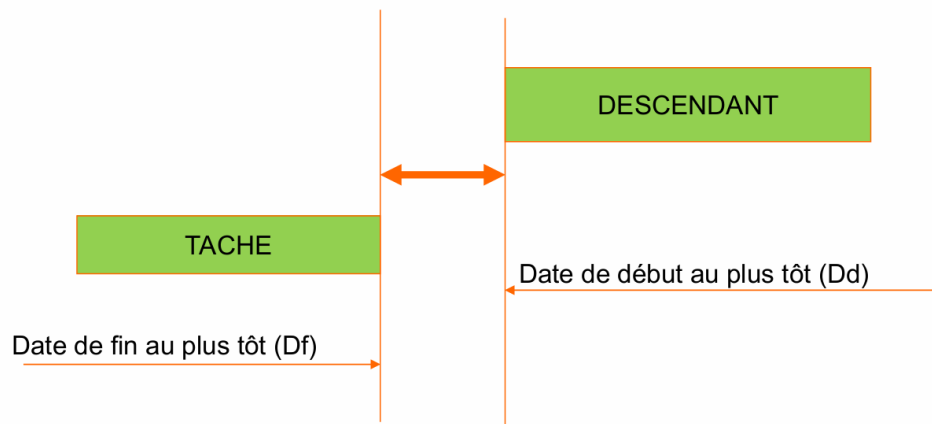 DESCENDANT
TACHE
Date de début au plus tôt (Dd)
Date de fin au plus tôt (Df)